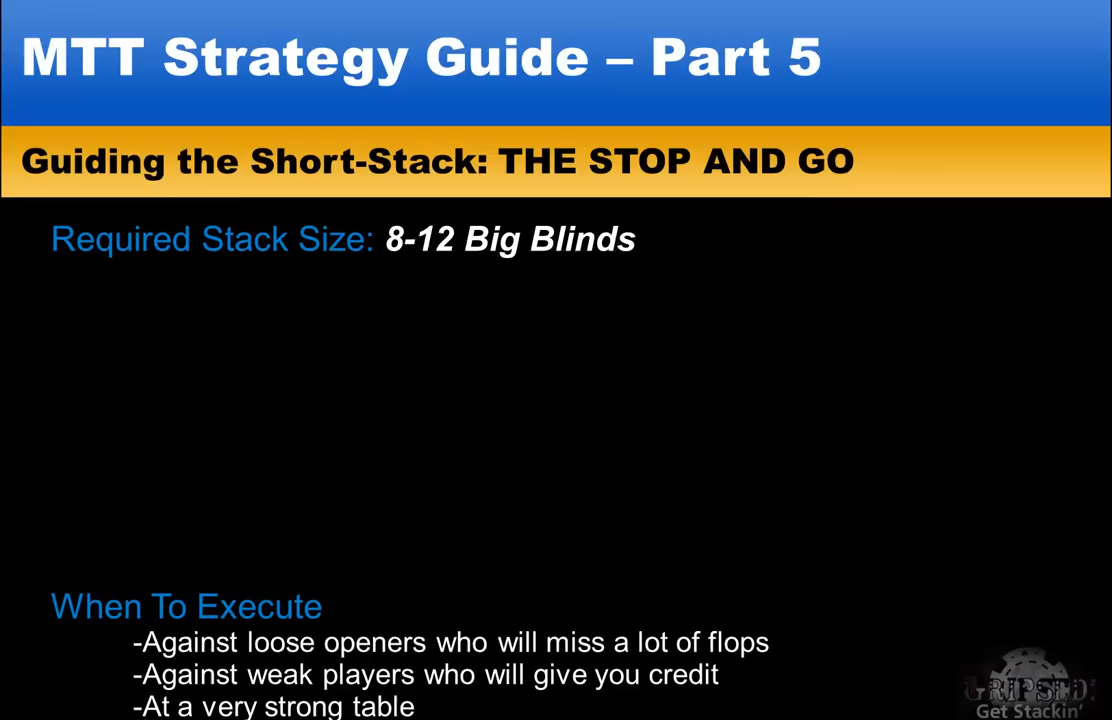 MTT Strategy Guide – Part 5
Guiding the Short-Stack: THE STOP AND GO
Required Stack Size: 8-12 Big Blinds
When To Execute
-Against loose openers who will miss a lot of flops
-Against weak players who will give you credit
-At a very strong table
GRIPSED!
Get Stackin'